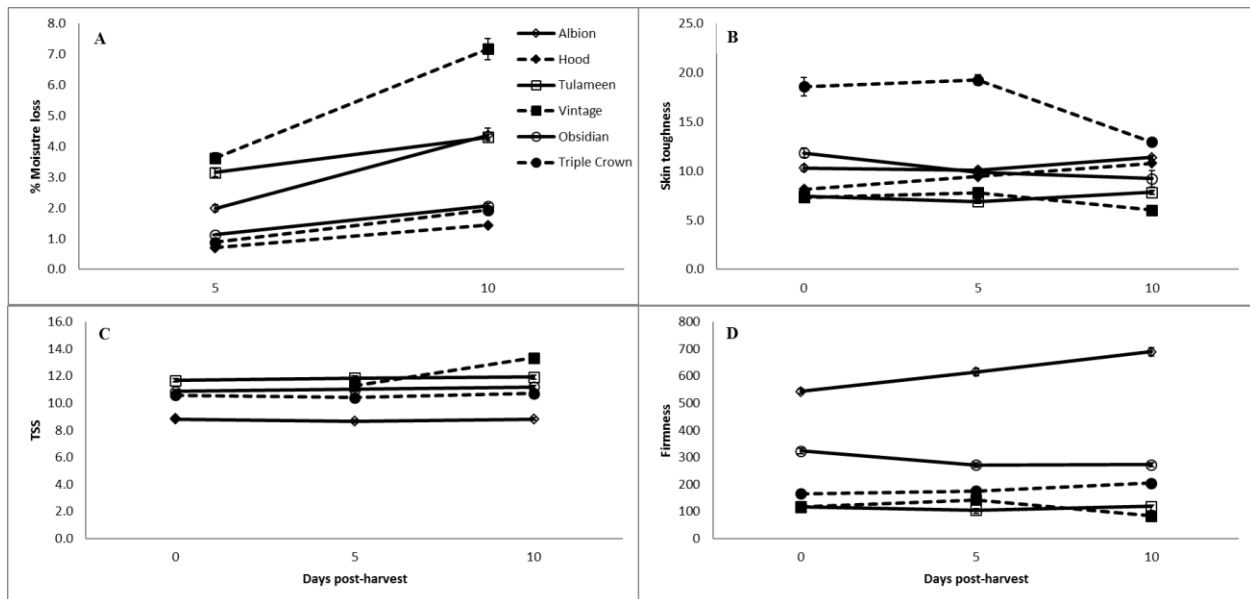 A
8.0
7.0
6.0
5.0
4.0
3.0
2.0
1.0
0.0
% Moisutre loss
5
10
Albion
Hood
Tulameen
Vintage
Obsidian
Triple Crown
B
25.0
20.0
15.0
10.0
5.0
0.0
Skin toughness
0
5
10
C
16.0
14.0
12.0
10.0
8.0
6.0
4.0
2.0
0.0
TSS
0
5
10
Days post-harvest
D
800
700
600
500
400
300
200
100
0
Firmness
0
5
10
Days post-harvest